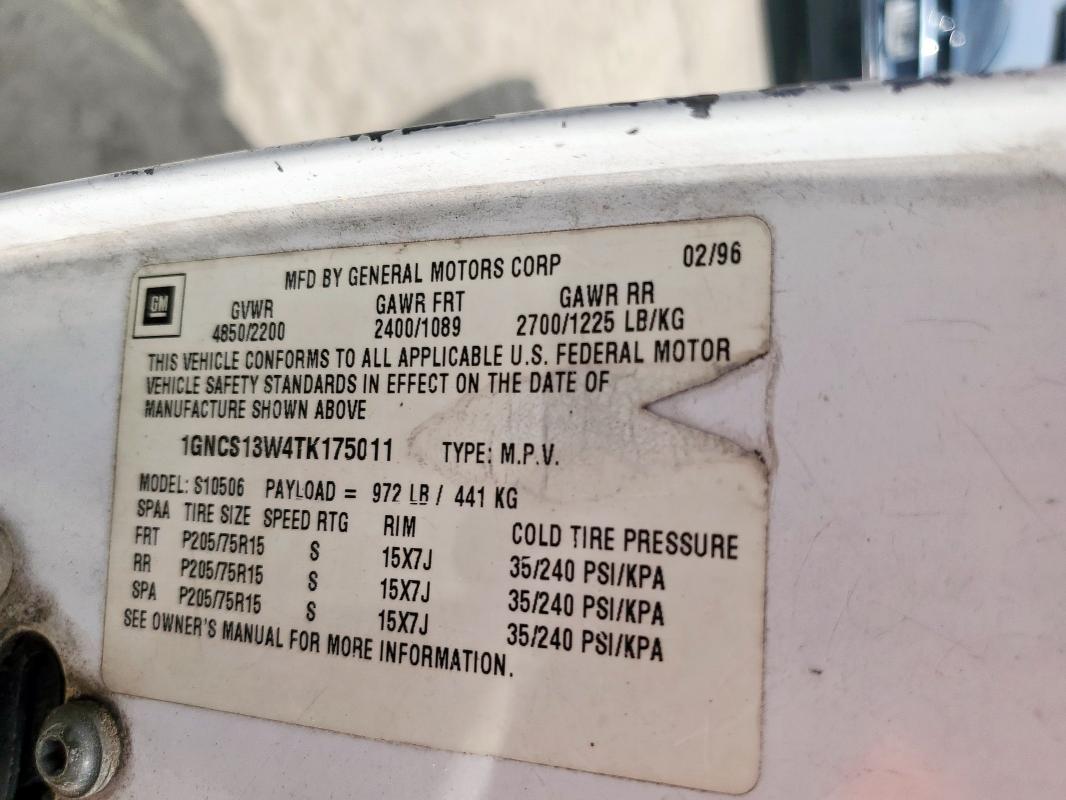 GM
MFD BY GENERAL MOTORS CORP 02/96
GVWR GAWR FRT GAWR RR
4850/2200 2400/1089 2700/1225 LB/KG
THIS VEHICLE CONFORMS TO ALL APPLICABLE U.S. FEDERAL MOTOR
VEHICLE SAFETY STANDARDS IN EFFECT ON THE DATE OF
MANUFACTURE SHOWN ABOVE
1GNCS13W4TK175011 TYPE: M.P.V.
MODEL: S10506 PAYLOAD = 972 LB / 441 KG
SPAA TIRE SIZE SPEED RTG RIM COLD TIRE PRESSURE
FRT P205/75R15 S 15X7J 35/240 PSI/KPA
RR P205/75R15 S 15X7J 35/240 PSI/KPA
SPA P205/75R15 S 15X7J 35/240 PSI/KPA
SEE OWNER'S MANUAL FOR MORE INFORMATION.